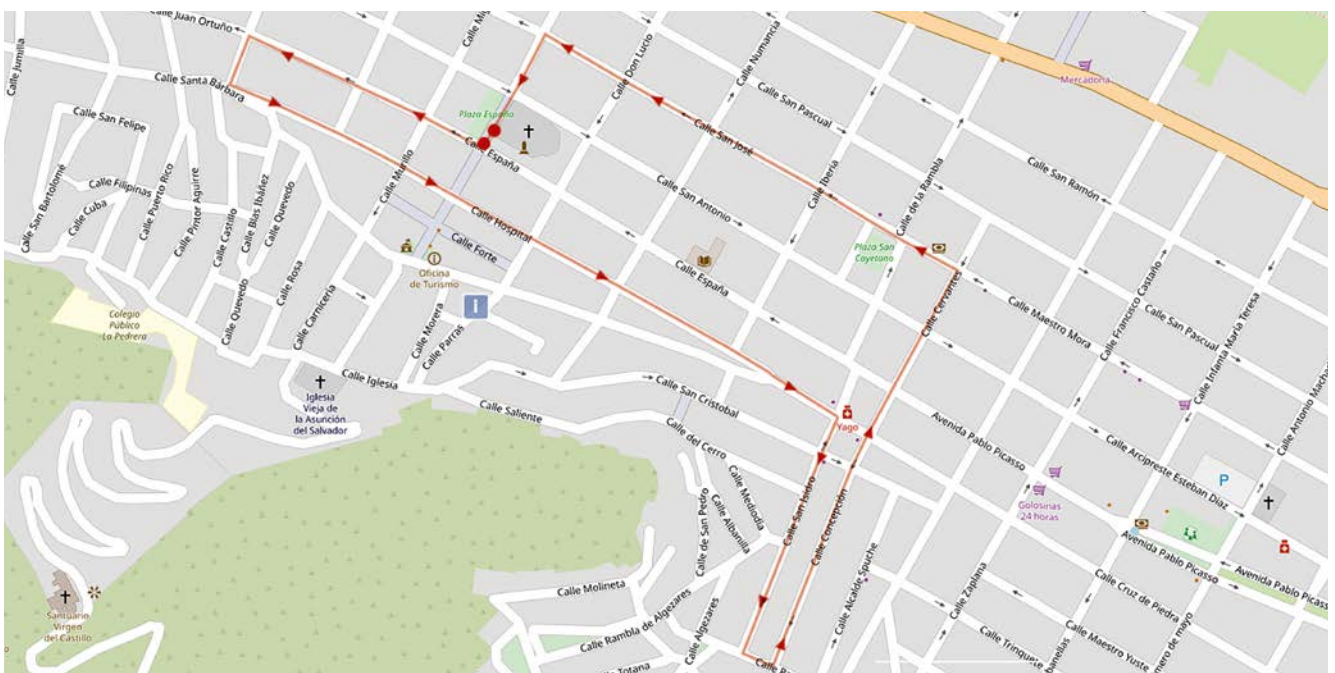 Calle Juan Ortuño
Calle Jumilla
Calle Santa Bárbara
Calle San Felipe
Calle San Bartolomé
Calle Filipinas
Calle Cuba
Calle Puerto Rico
Calle Pintor Aguirre
Calle Castillo
Calle Blas Ibáñez
Calle Quevedo
Calle Quevedo
Calle Rosa
Calle Carnicería
Calle Murillo
Plaza España
Calle España
Calle Hospital
Calle Forte
Oficina
de Turismo
i
Calle Morera
Calle Parras
Colegio
Público
La Pedrera
Calle Iglesia
Iglesia
Vieja de
la Asunción
del Salvador
Calle Saliente
Calle San Cristobal
Calle del Cerro
Santuario
Virgen
del Castillo
Calle Don Lucio
Calle Numancia
Calle San Pascual
Calle San José
Calle San Antonio
Calle España
Calle Iberia
Calle de la Rambla
Plaza San
Cayetano
Mercadona
Calle San Ramón
Calle Cervantes
Calle Maestro Mora
Calle Francisco Castaño
Calle Infanta María Teresa
Calle San Pascual
Yago
Avenida Pablo Picasso
Calle Arcipreste Esteban Díaz
P
Golosinas
24 horas
Avenida Pablo Picasso
Calle San Isidro
Calle Concepción
Calle Mediodía
Calle Albanilla
Calle de San Pedro
Calle Molineta
Calle Rambla de Algezares
Calle Algezares
Totana
Calle Alcalde Spuche
Calle Zaplana
Calle Trinquete
Calle Cruz de Piedra
Calle Maestro Yuste